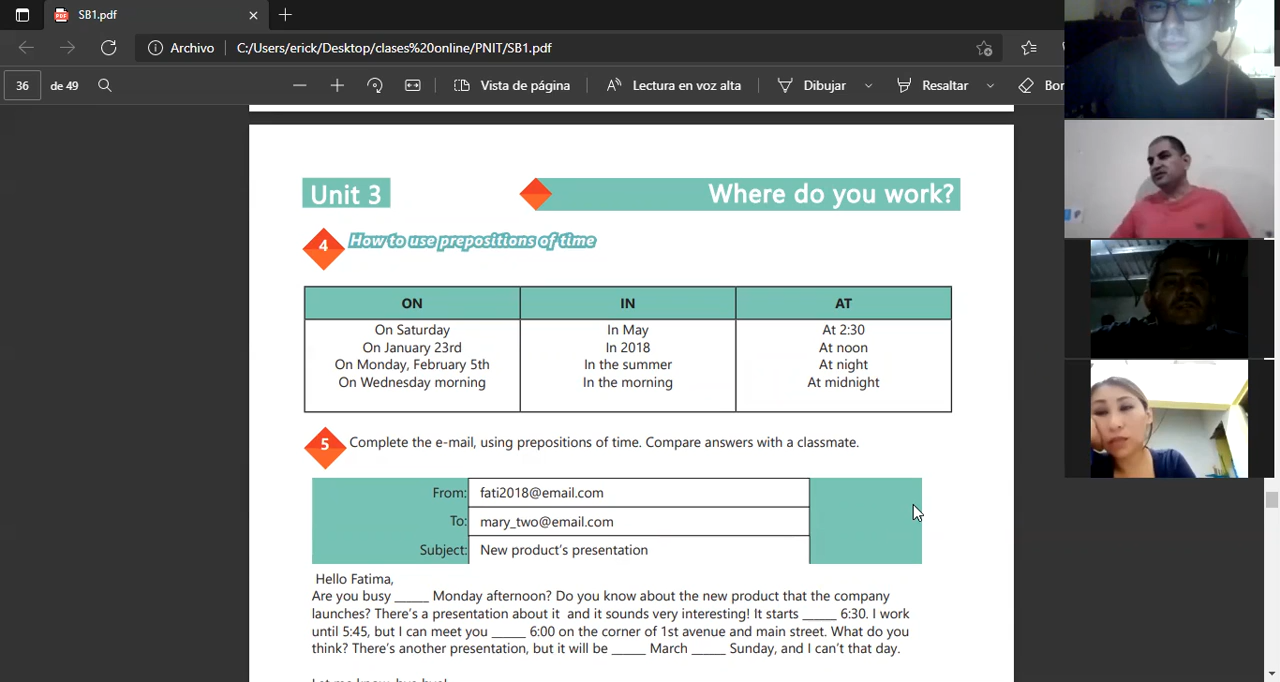 SB1.pdf
Archivo C:/Users/erick/Desktop/clases%20online/PNIT/SB1.pdf
36 de 49 Vista de página Lectura en voz alta Dibujar Resaltar Bor
Unit 3 Where do you work?
4 How to use prepositions of time
ON IN AT
On Saturday In May At 2:30
On January 23rd In 2018 At noon
On Monday, February 5th In the summer At night
On Wednesday morning In the morning At midnight
5 Complete the e-mail, using prepositions of time. Compare answers with a classmate.
From: fati2018@email.com
To: mary_two@email.com
Subject: New product's presentation
Hello Fatima,
Are you busy _____ Monday afternoon? Do you know about the new product that the company
launches? There's a presentation about it and it sounds very interesting! It starts _____ 6:30. I work
until 5:45, but I can meet you _____ 6:00 on the corner of 1st avenue and main street. What do you
think? There's another presentation, but it will be _____ March _____ Sunday, and I can't that day.
Let me know, bye bye!